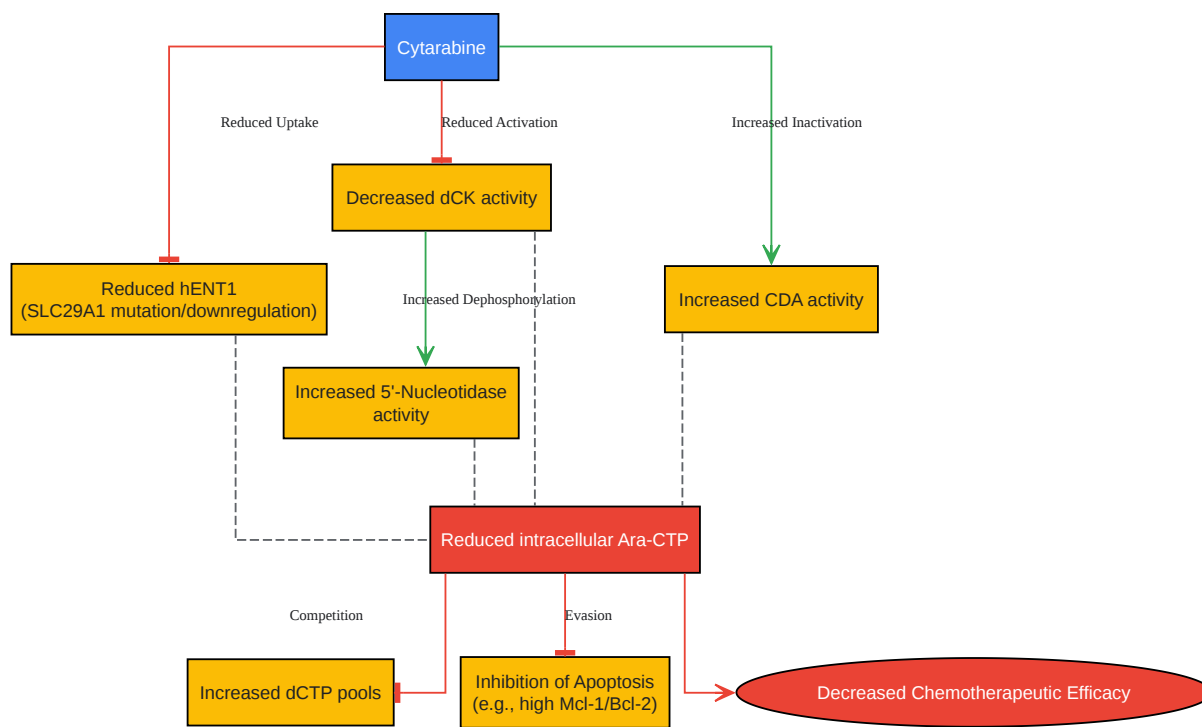 Cytarabine
Reduced Uptake
Reduced Activation
Increased Inactivation
Decreased dCK activity
Reduced hENT1
(SLC29A1 mutation/downregulation)
Increased Dephosphorylation
Increased CDA activity
Increased 5'-Nucleotidase
activity
Reduced intracellular Ara-CTP
Competition
Evasion
Increased dCTP pools
Inhibition of Apoptosis
(e.g., high Mcl-1/Bcl-2)
Decreased Chemotherapeutic Efficacy